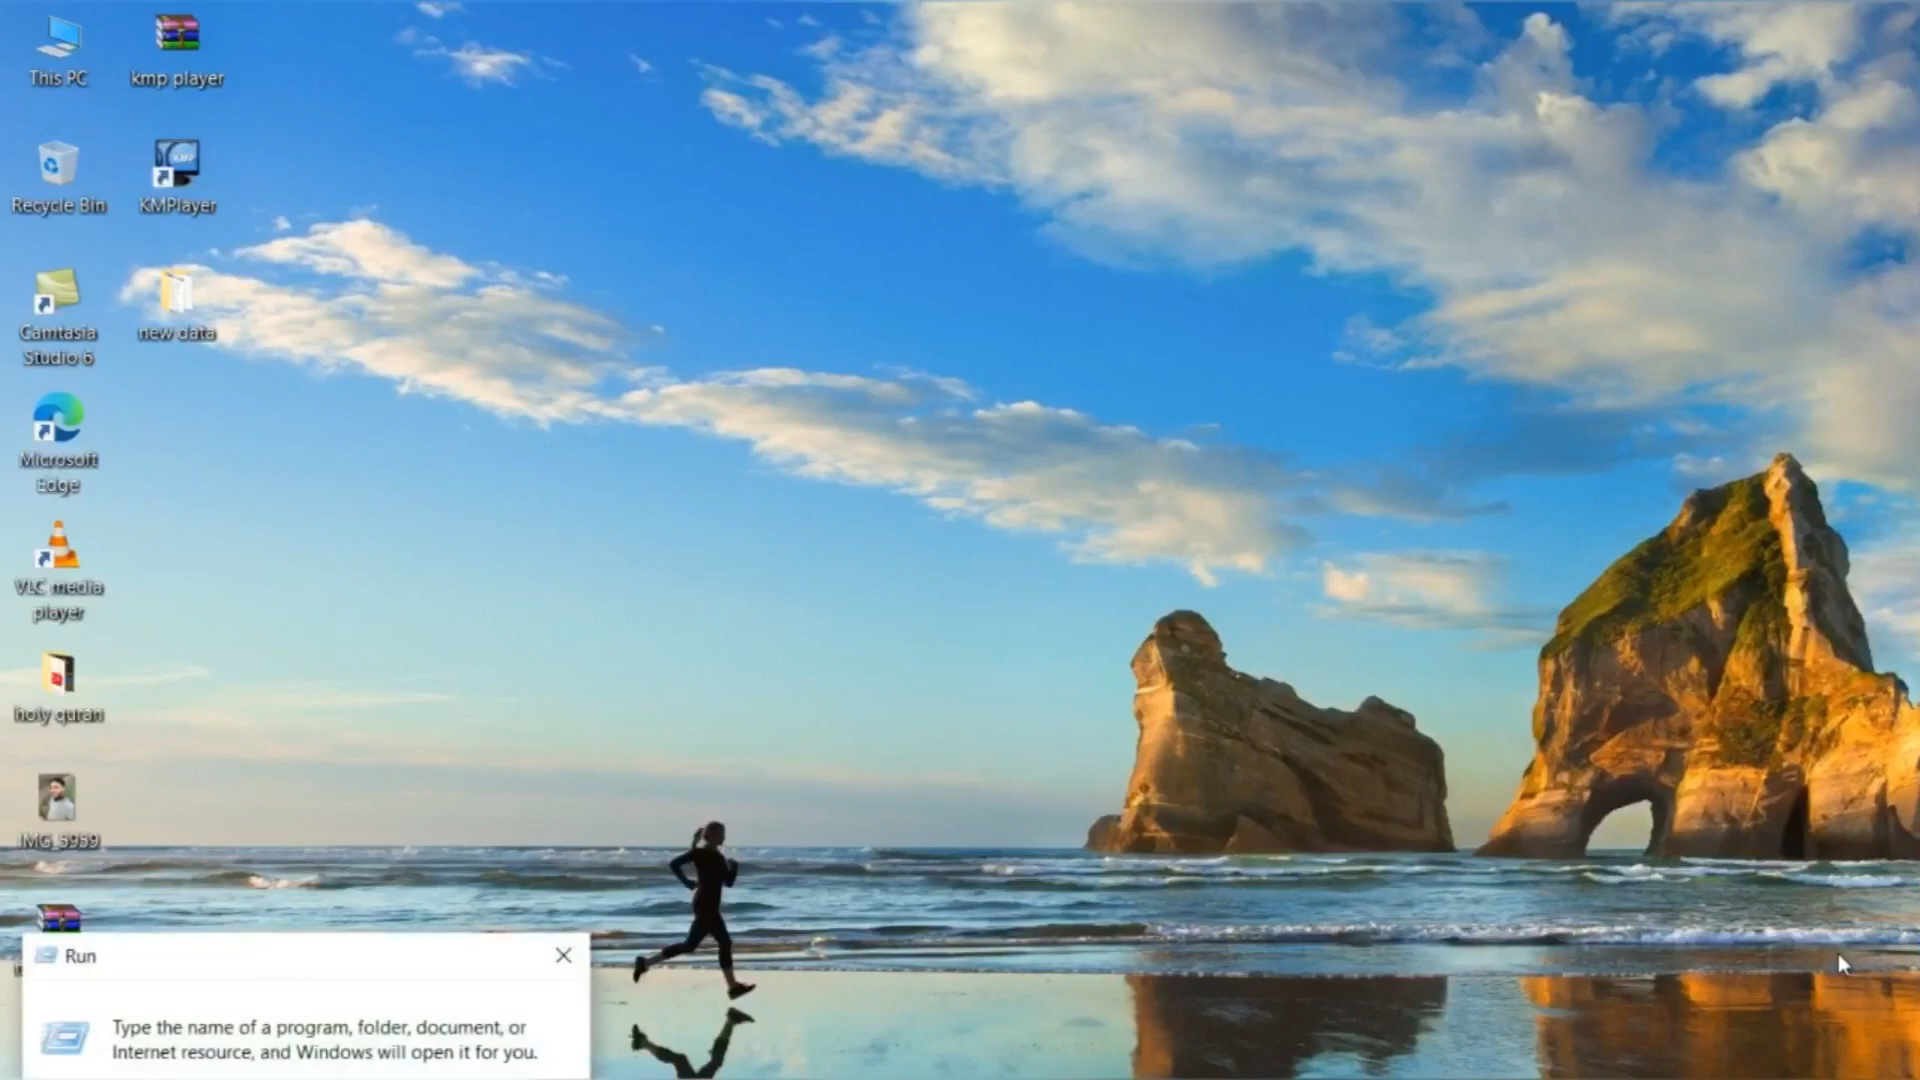 This PC
kmp player
Recycle Bin
KMPlayer
Camtasia
Studio 6
new data
Microsoft
Edge
VLC media
player
holy quran
IMG_5959
Run
Type the name of a program, folder, document, or
Internet resource, and Windows will open it for you.